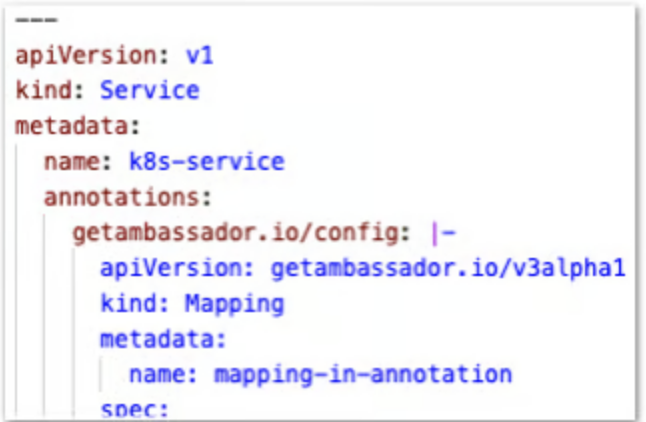 ---
apiVersion: v1
kind: Service
metadata:
  name: k8s-service
  annotations:
    getambassador.io/config: |-
      apiVersion: getambassador.io/v3alpha1
      kind: Mapping
      metadata:
        name: mapping-in-annotation
      spec: